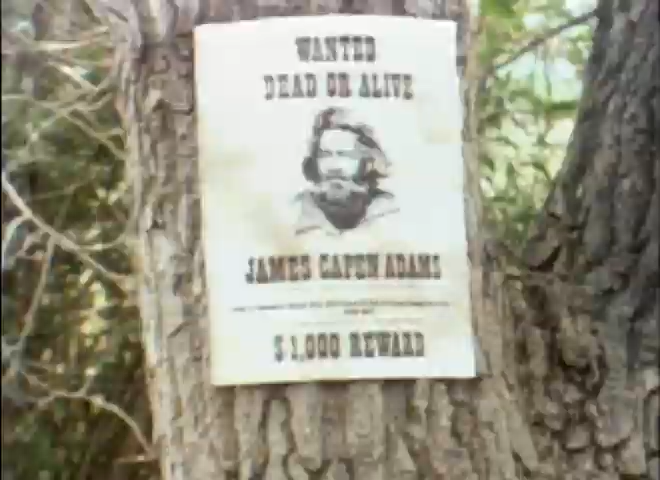 WANTED
DEAD OR ALIVE
JAMES CAPEN ADAMS
$1,000 REWARD